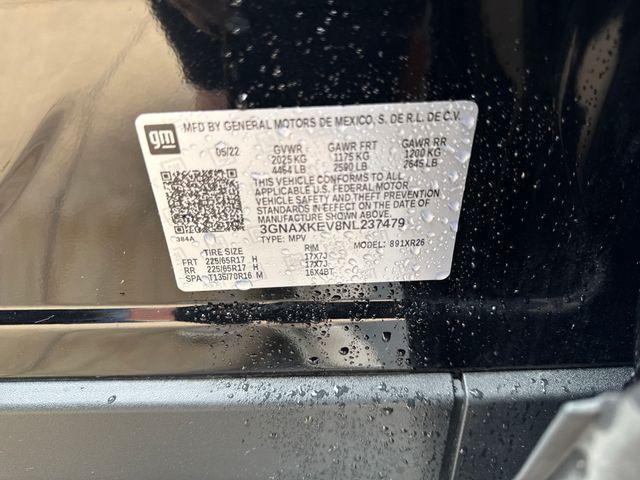 gm
MFD BY GENERAL MOTORS DE MEXICO, S. DE R.L. DE C.V.
05/22 GVWR GAWR FRT GAWR RR
2025 KG 1175 KG 1200 KG
4464 LB 2590 LB 2645 LB
THIS VEHICLE CONFORMS TO ALL
APPLICABLE U.S. FEDERAL MOTOR
VEHICLE SAFETY AND THEFT PREVENTION
STANDARDS IN EFFECT ON THE DATE OF
MANUFACTURE SHOWN ABOVE.
3GNAXKEV8NL237479
384A TYPE: MPV MODEL: 891XR26
TIRE SIZE RIM
FRT 225/65R17 H 17X7J
RR 225/65R17 H 17X7J
SPA T135/70R16 M 16X4BT